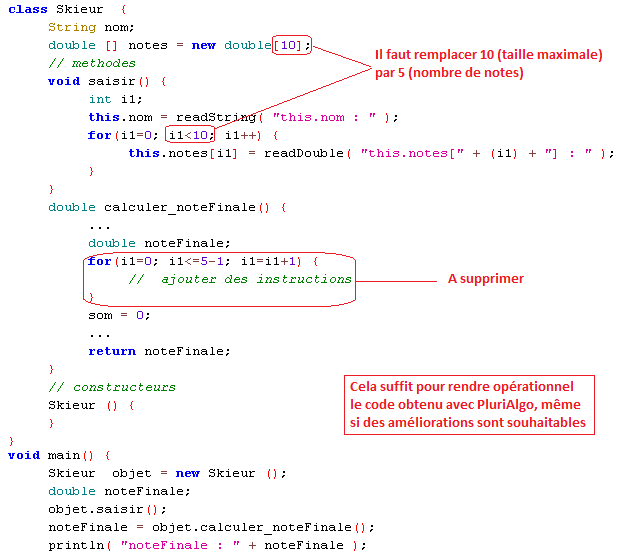 class Skieur {
String nom;
double [] notes = new double[10];
Il faut remplacer 10 (taille maximale)
par 5 (nombre de notes)
// methodes
void saisir() {
int i1;
this.nom = readString( "this.nom : " );
for(i1=0; i1<10; i1++) {
this.notes[i1] = readDouble( "this.notes[" + (i1) + "] : " );
}
}
double calculer_noteFinale() {
...
double noteFinale;
for(i1=0; i1<=5-1; i1=i1+1) {
// ajouter des instructions
}
A supprimer
som = 0;
...
return noteFinale;
}
// constructeurs
Skieur () {
}
Cela suffit pour rendre opérationnel
le code obtenu avec PluriAlgo, même
si des améliorations sont souhaitables
}
void main() {
Skieur objet = new Skieur ();
double noteFinale;
objet.saisir();
noteFinale = objet.calculer_noteFinale();
println( "noteFinale : " + noteFinale );